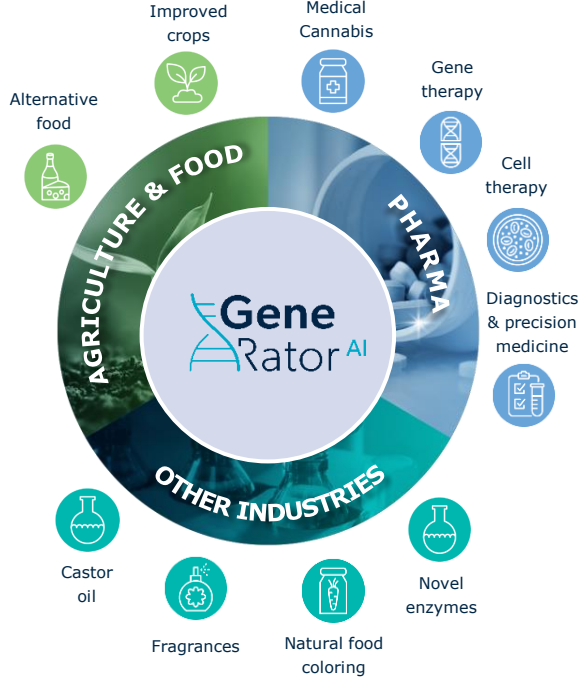 Improved
crops
Medical
Cannabis
Gene
therapy
Alternative
food
Cell
therapy
AGRICULTURE & FOOD
PHARMA
Diagnostics
& precision
medicine
Gene
Rator AI
OTHER INDUSTRIES
Castor
oil
Novel
enzymes
Fragrances
Natural food
coloring